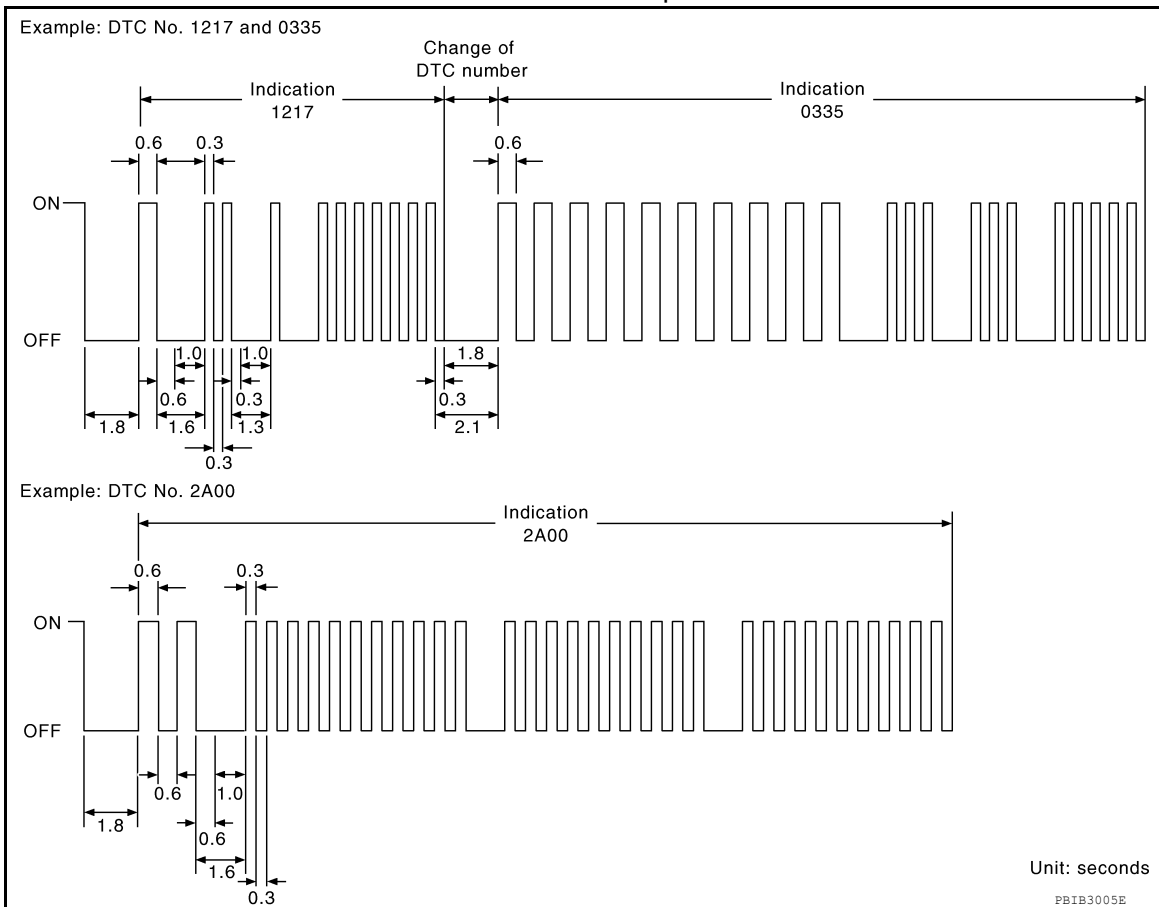 Example: DTC No. 1217 and 0335
Change of
DTC number
Indication
1217
Indication
0335
0.6
0.3
0.6
ON
OFF
1.0
1.0
1.8
0.6
0.3
0.3
1.8
1.6
1.3
2.1
0.3
Example: DTC No. 2A00
Indication
2A00
0.6
0.3
ON
OFF
0.6
1.0
1.8
0.6
1.6
0.3
Unit: seconds
PBIB3005E